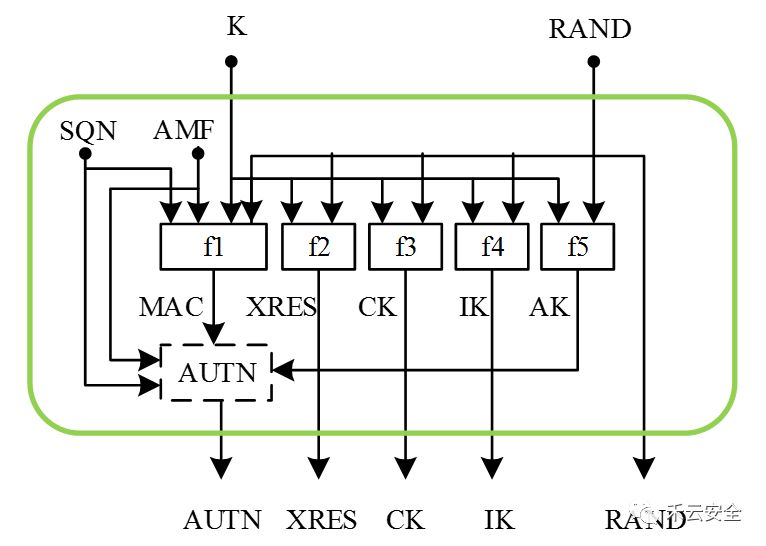 K RAND
SQN AMF
f1 f2 f3 f4 f5
MAC XRES CK IK AK
AUTN
AUTN XRES CK IK RAND
禾云安全